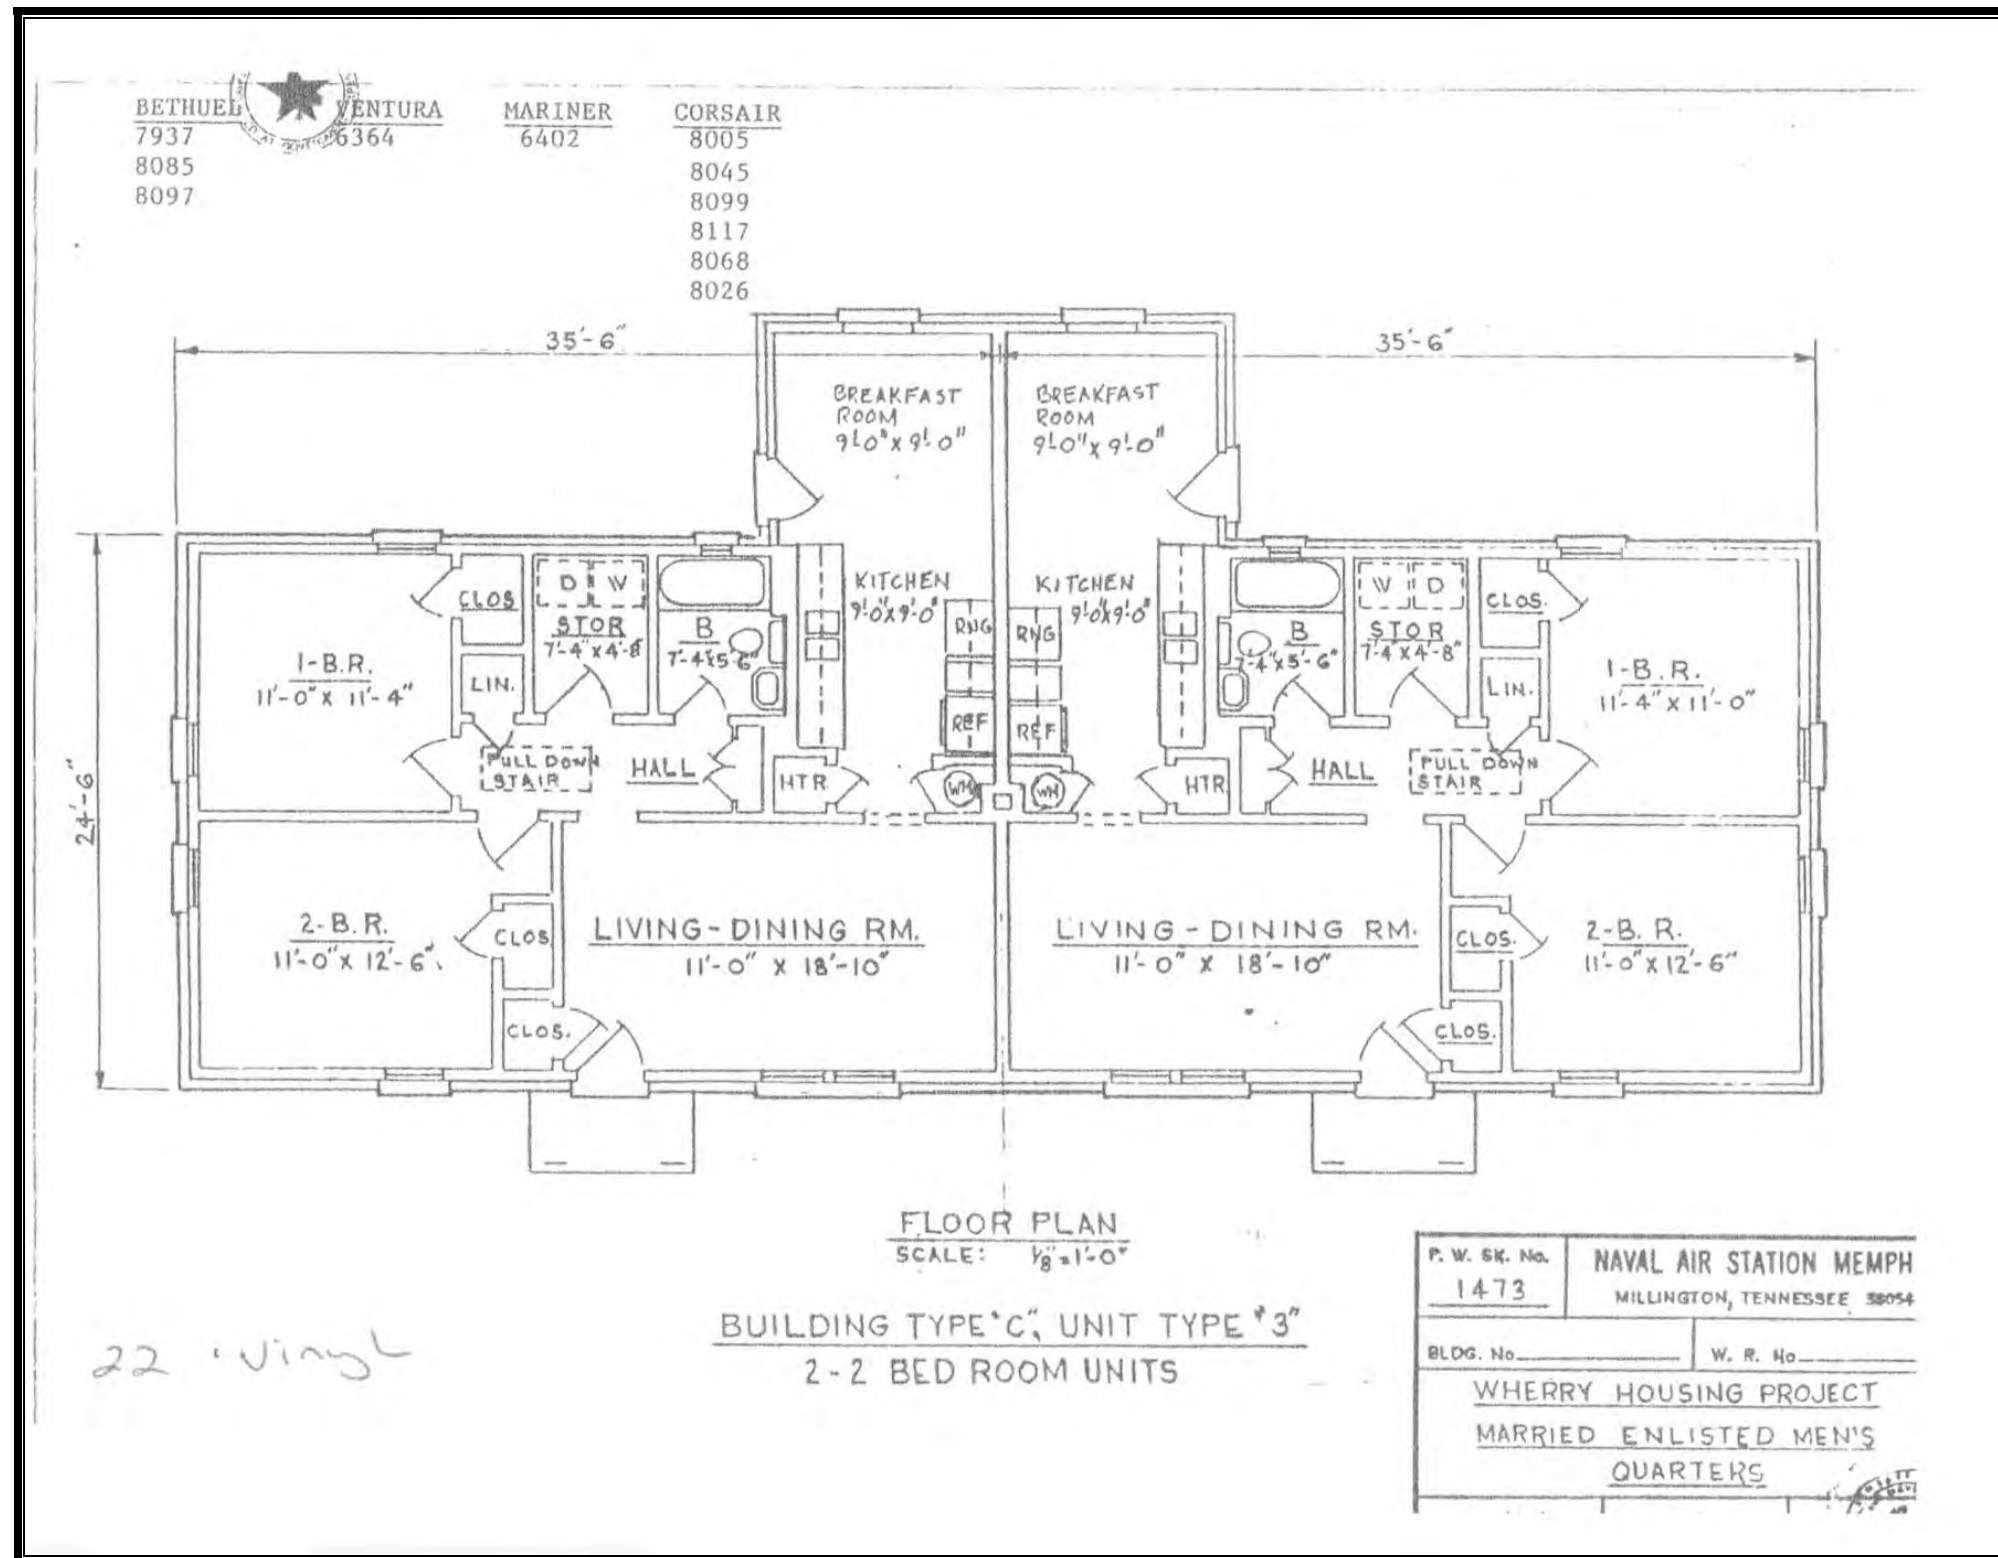 BETHUEL VENTURA MARINER CORSAIR
7937 6364 6402 8005
8085 8045
8097 8099
8117
8068
8026
35'-6" 35'-6"
BREAKFAST ROOM 9'-0" x 9'-0"
BREAKFAST ROOM 9'-0" x 9'-0"
24'-6"
1-B.R.
11'-0" x 11'-4"
CLOS
LIN.
D W
STOR
7'-4" x 4'-8"
B
7'-4"x5'-6"
KITCHEN
9'-0"x9'-0"
RNG
REF
WH
HTR.
HALL
PULL DOWN
STAIR
KITCHEN
9'-0"x9'-0"
RNG
REF
WH
HTR.
B
7'-4"x5'-6"
W D
STOR
7'-4"x4'-8"
CLOS.
LIN.
HALL
PULL DOWN
STAIR
1-B.R.
11'-4" x 11'-0"
2-B.R.
11'-0" x 12'-6"
CLOS
CLOS.
LIVING-DINING RM.
11'-0" x 18'-10"
LIVING-DINING RM.
11'-0" x 18'-10"
CLOS.
CLOS.
2-B.R.
11'-0" x 12'-6"
FLOOR PLAN
SCALE: 1/8"=1'-0"
BUILDING TYPE "C", UNIT TYPE "3"
2-2 BED ROOM UNITS
22 vinyl
P. W. SK. No.
1473
NAVAL AIR STATION MEMPH
MILLINGTON, TENNESSEE 38054
BLDG. No. W. R. No.
WHERRY HOUSING PROJECT
MARRIED ENLISTED MEN'S
QUARTERS